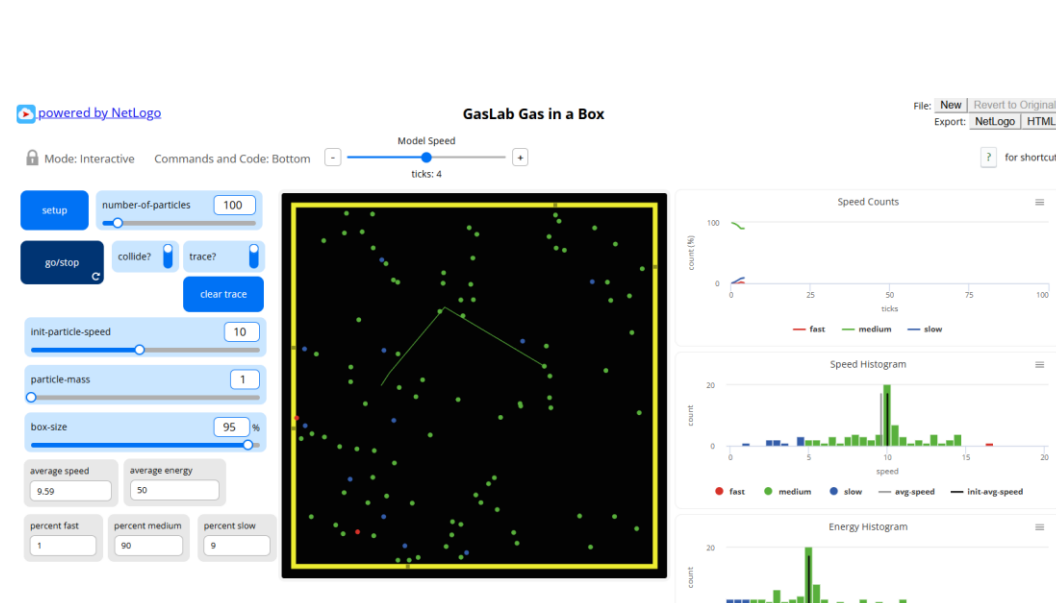 powered by NetLogo
GasLab Gas in a Box
File: New Revert to Original
Export: NetLogo HTML
Mode: Interactive
Commands and Code: Bottom
Model Speed
-
+
ticks: 4
? for shortcut
setup
number-of-particles 100
go/stop
collide?
trace?
clear trace
init-particle-speed 10
particle-mass 1
box-size 95 %
average speed
9.59
average energy
50
percent fast
1
percent medium
90
percent slow
9
Speed Counts
count (%)
100
0
0 25 50 75 100
ticks
fast medium slow
Speed Histogram
count
20
0
0 5 10 15 20
speed
fast medium slow avg-speed init-avg-speed
Energy Histogram
count
20